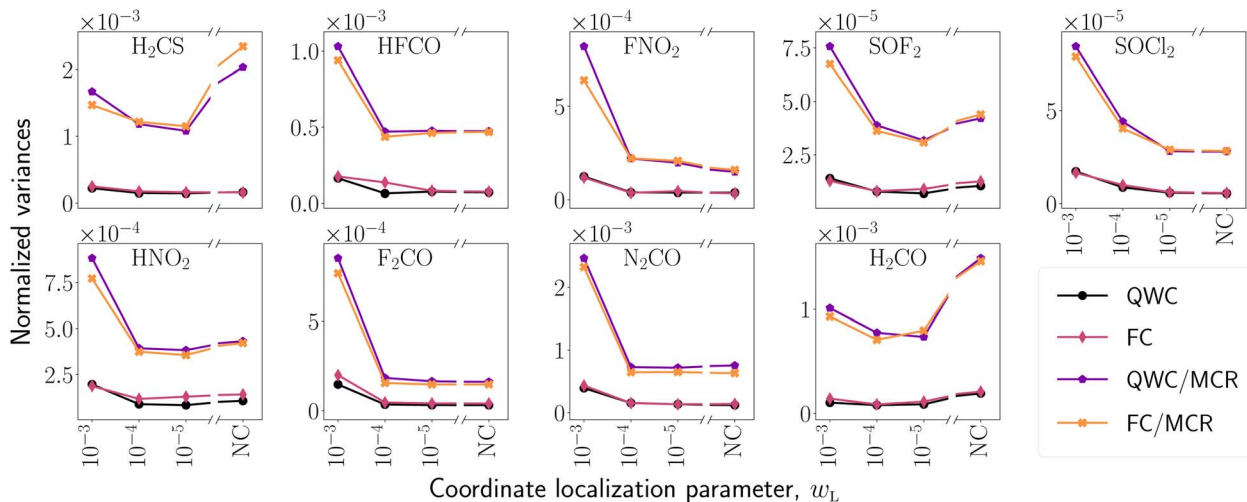 ×10⁻³ ×10⁻³ ×10⁻⁴ ×10⁻⁵ ×10⁻⁵
H₂CS HFCO FNO₂ SOF₂ SOCl₂
2 1 0
1.0 0.5 0.0
5 0
7.5 5.0 2.5
5 0
10⁻³ 10⁻⁴ 10⁻⁵ NC
Normalized variances
×10⁻⁴ ×10⁻⁴ ×10⁻³ ×10⁻³
HNO₂ F₂CO N₂CO H₂CO
7.5 5.0 2.5
5 0
2 1 0
1 0
10⁻³ 10⁻⁴ 10⁻⁵ NC
10⁻³ 10⁻⁴ 10⁻⁵ NC
10⁻³ 10⁻⁴ 10⁻⁵ NC
10⁻³ 10⁻⁴ 10⁻⁵ NC
QWC
FC
QWC/MCR
FC/MCR
Coordinate localization parameter, w_L